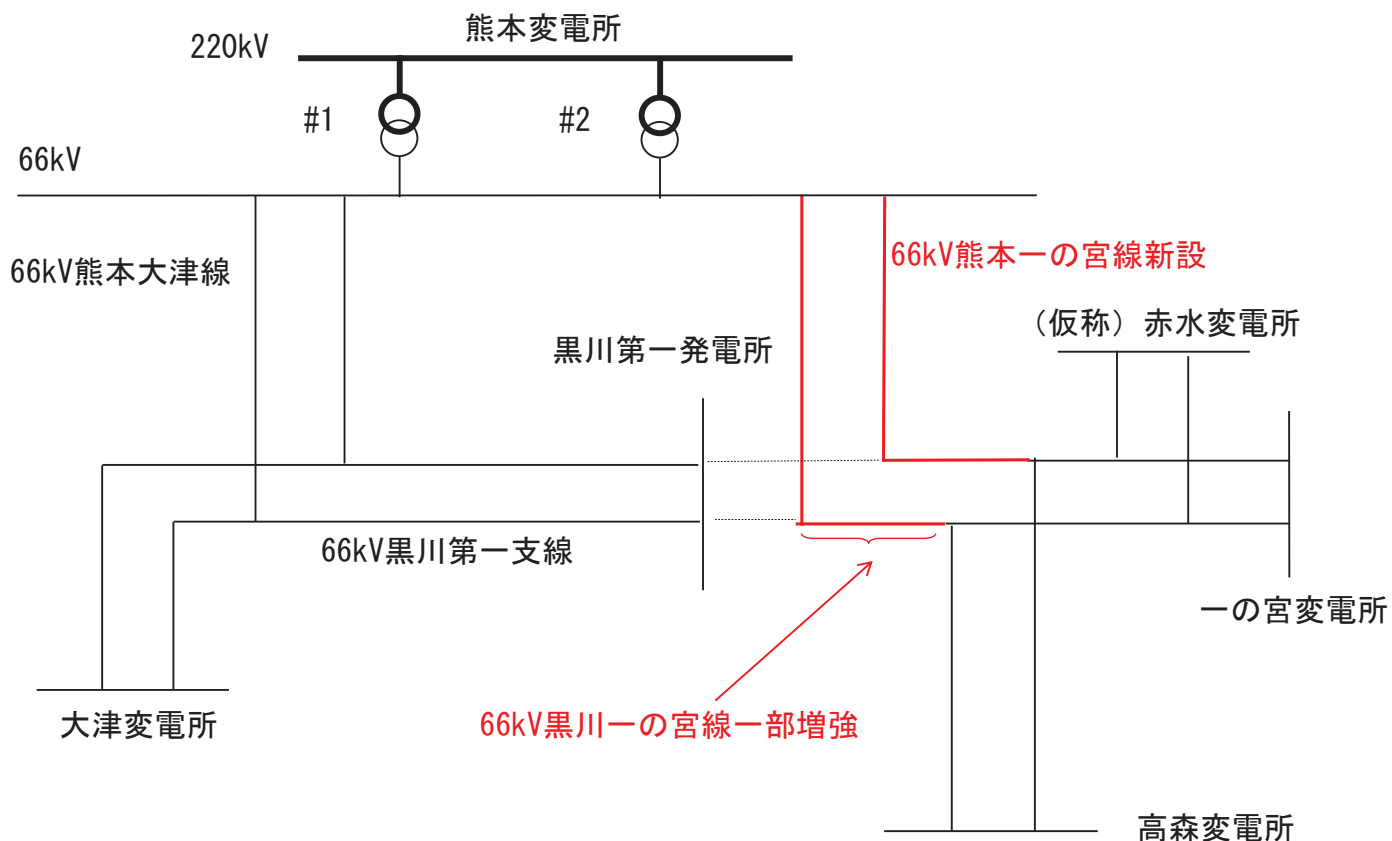 熊本変電所
220kV
#1
#2
66kV
66kV熊本一の宮線新設
66kV熊本大津線
（仮称）赤水変電所
黒川第一発電所
66kV黒川第一支線
一の宮変電所
大津変電所
66kV黒川一の宮線一部増強
高森変電所